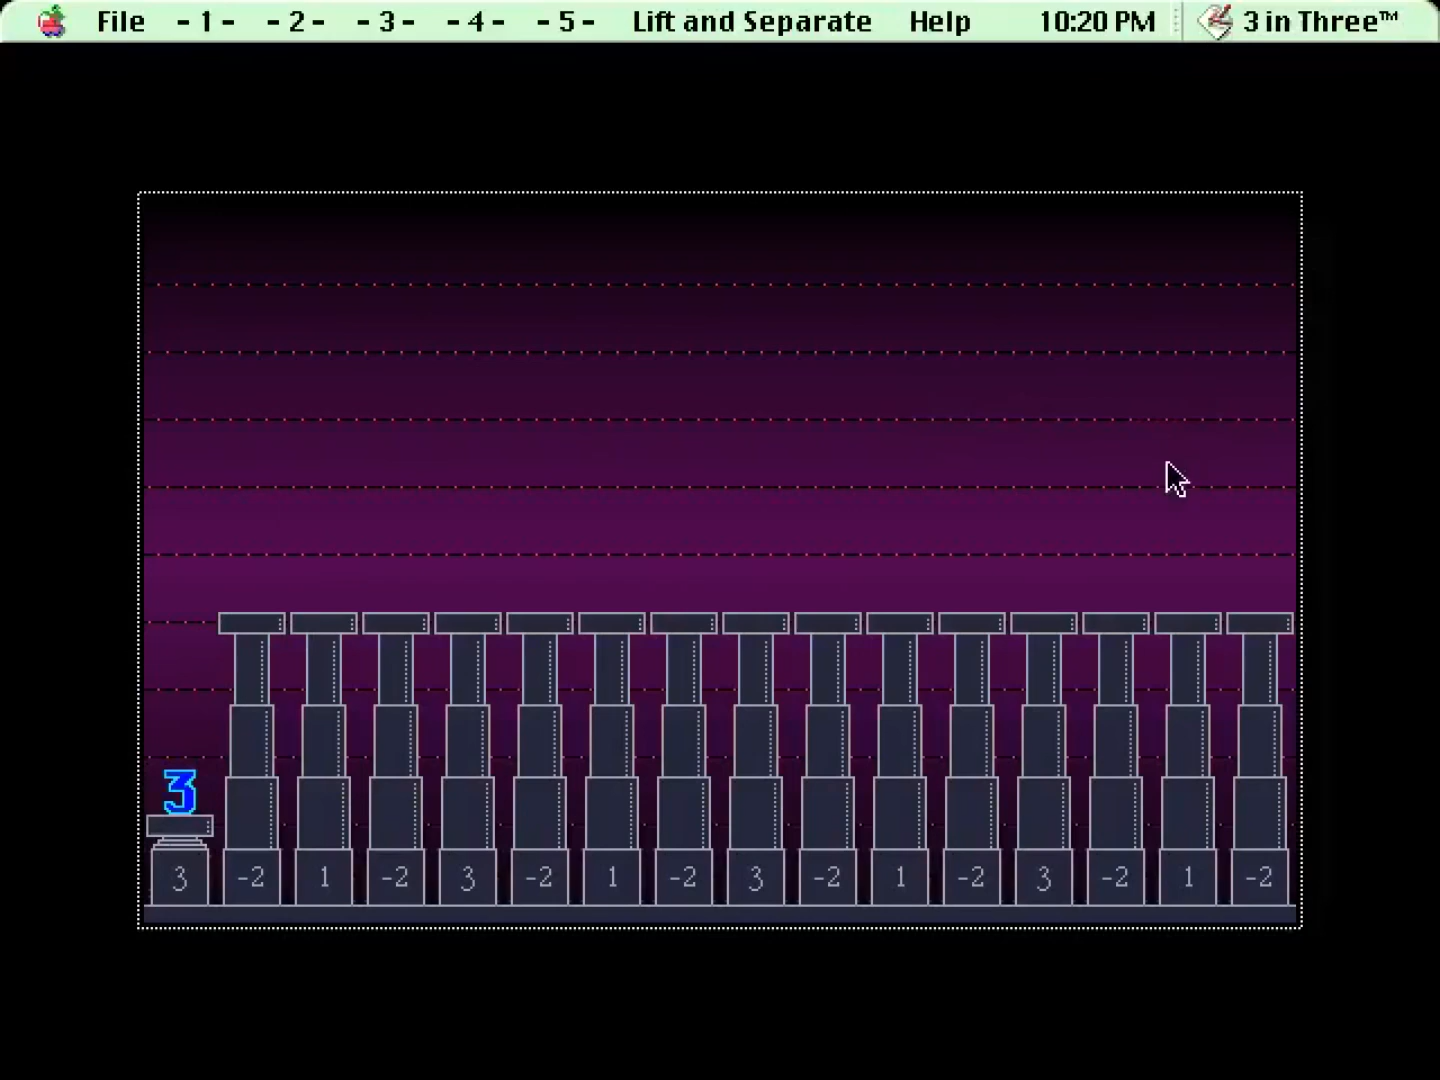 File -1- -2- -3- -4- -5- Lift and Separate Help 10:20 PM 3 in Three™
3
3 -2 1 -2 3 -2 1 -2 3 -2 1 -2 3 -2 1 -2